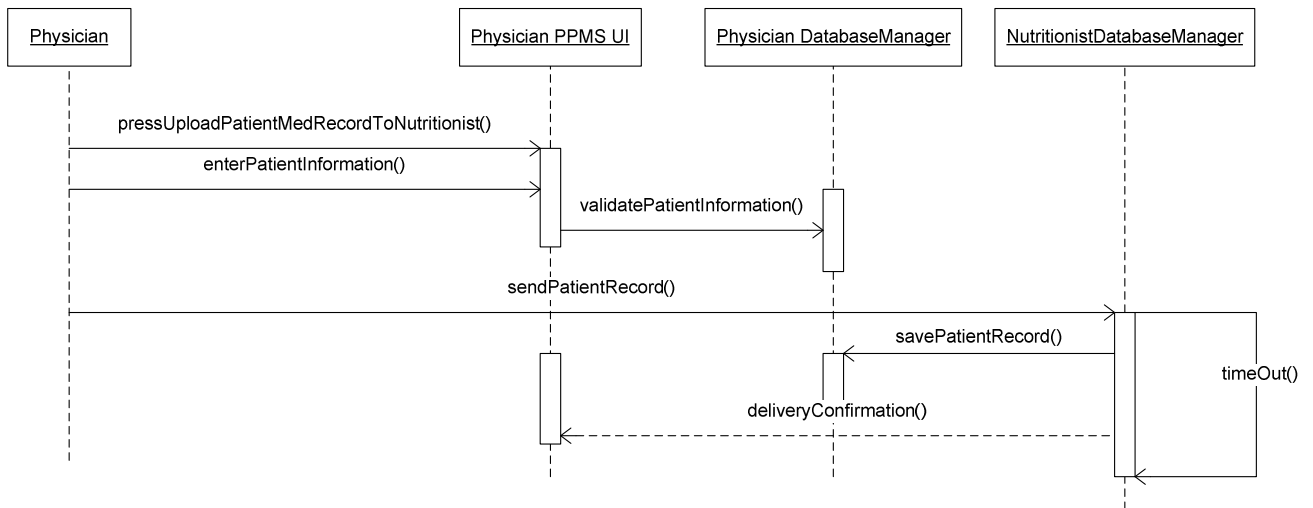 Physician
Physician PPMS UI
Physician DatabaseManager
NutritionistDatabaseManager
pressUploadPatientMedRecordToNutritionist()
enterPatientInformation()
validatePatientInformation()
sendPatientRecord()
savePatientRecord()
timeOut()
deliveryConfirmation()